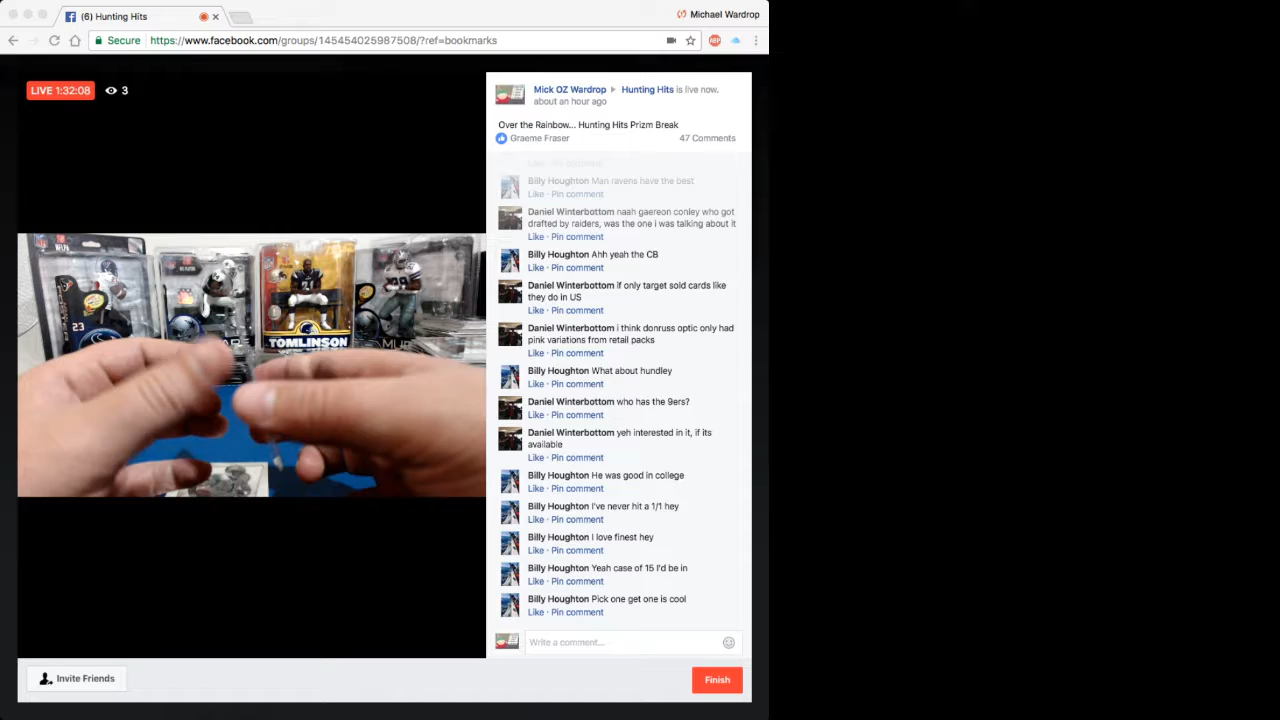 (6) Hunting Hits
Michael Wardrop
Secure https://www.facebook.com/groups/145454025987508/?ref=bookmarks
ABP
LIVE 1:32:08 3
Mick OZ Wardrop Hunting Hits is live now.
about an hour ago
Over the Rainbow... Hunting Hits Prizm Break
Graeme Fraser 47 Comments
Like · Pin comment
Billy Houghton Man ravens have the best
Like · Pin comment
Daniel Winterbottom naah gaereon conley who got
drafted by raiders, was the one i was talking about it
Like · Pin comment
Billy Houghton Ahh yeah the CB
Like · Pin comment
Daniel Winterbottom if only target sold cards like
they do in US
Like · Pin comment
Daniel Winterbottom i think donruss optic only had
pink variations from retail packs
Like · Pin comment
Billy Houghton What about hundley
Like · Pin comment
Daniel Winterbottom who has the 9ers?
Like · Pin comment
Daniel Winterbottom yeh interested in it, if its
available
Like · Pin comment
Billy Houghton He was good in college
Like · Pin comment
Billy Houghton I've never hit a 1/1 hey
Like · Pin comment
Billy Houghton I love finest hey
Like · Pin comment
Billy Houghton Yeah case of 15 I'd be in
Like · Pin comment
Billy Houghton Pick one get one is cool
Like · Pin comment
Write a comment...
23
21
TOMLINSON
Invite Friends
Finish